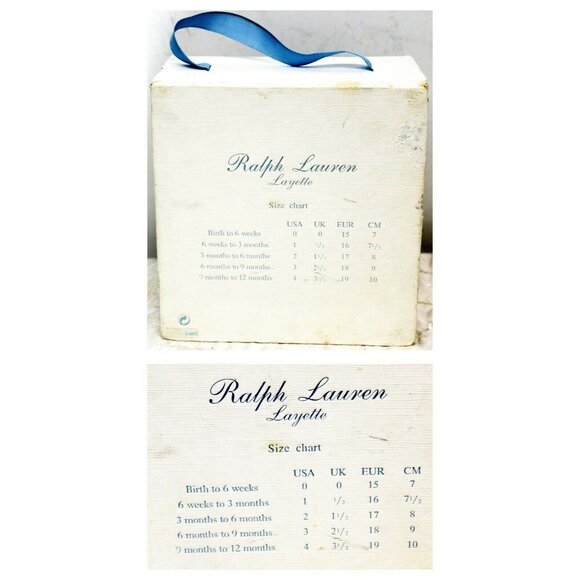 Ralph Lauren
Layette
Size chart
USA UK EUR CM
Birth to 6 weeks 0 0 15 7
6 weeks to 3 months 1 1/2 16 7 1/2
3 months to 6 months 2 1 1/2 17 8
6 months to 9 months 3 2 1/2 18 9
9 months to 12 months 4 3 1/2 19 10
Ralph Lauren
Layette
Size chart
USA UK EUR CM
Birth to 6 weeks 0 0 15 7
6 weeks to 3 months 1 1/2 16 7 1/2
3 months to 6 months 2 1 1/2 17 8
6 months to 9 months 3 2 1/2 18 9
9 months to 12 months 4 3 1/2 19 10